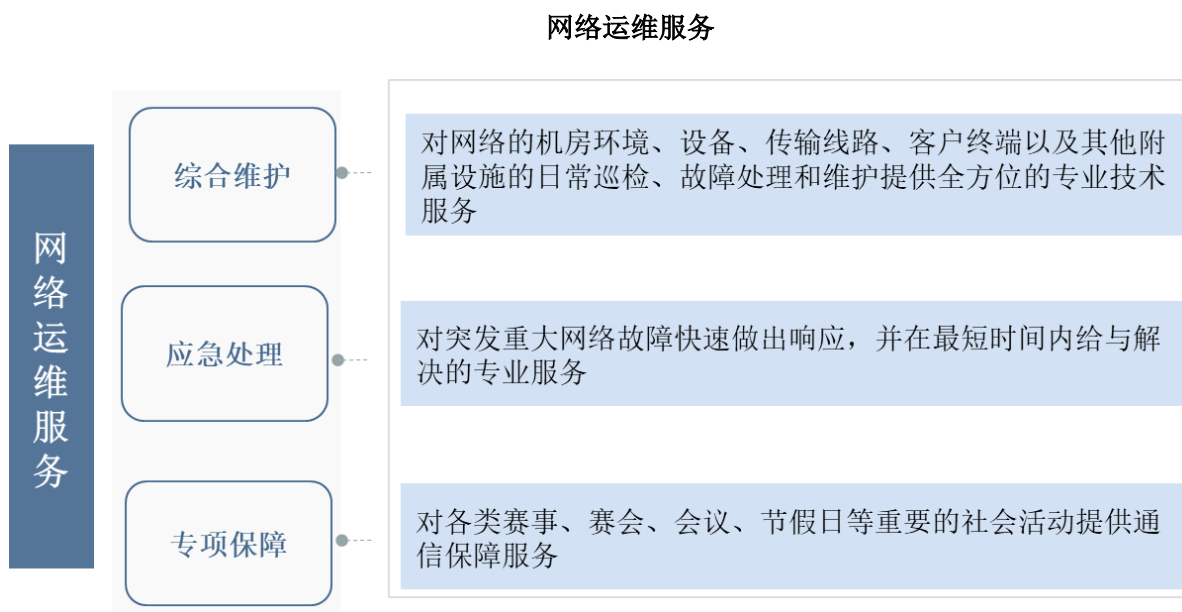 网络运维服务
网络运维服务
综合维护
对网络的机房环境、设备、传输线路、客户终端以及其他附
属设施的日常巡检、故障处理和维护提供全方位的专业技术
服务
应急处理
对突发重大网络故障快速做出响应，并在最短时间内给与解
决的专业服务
专项保障
对各类赛事、赛会、会议、节假日等重要的社会活动提供通
信保障服务